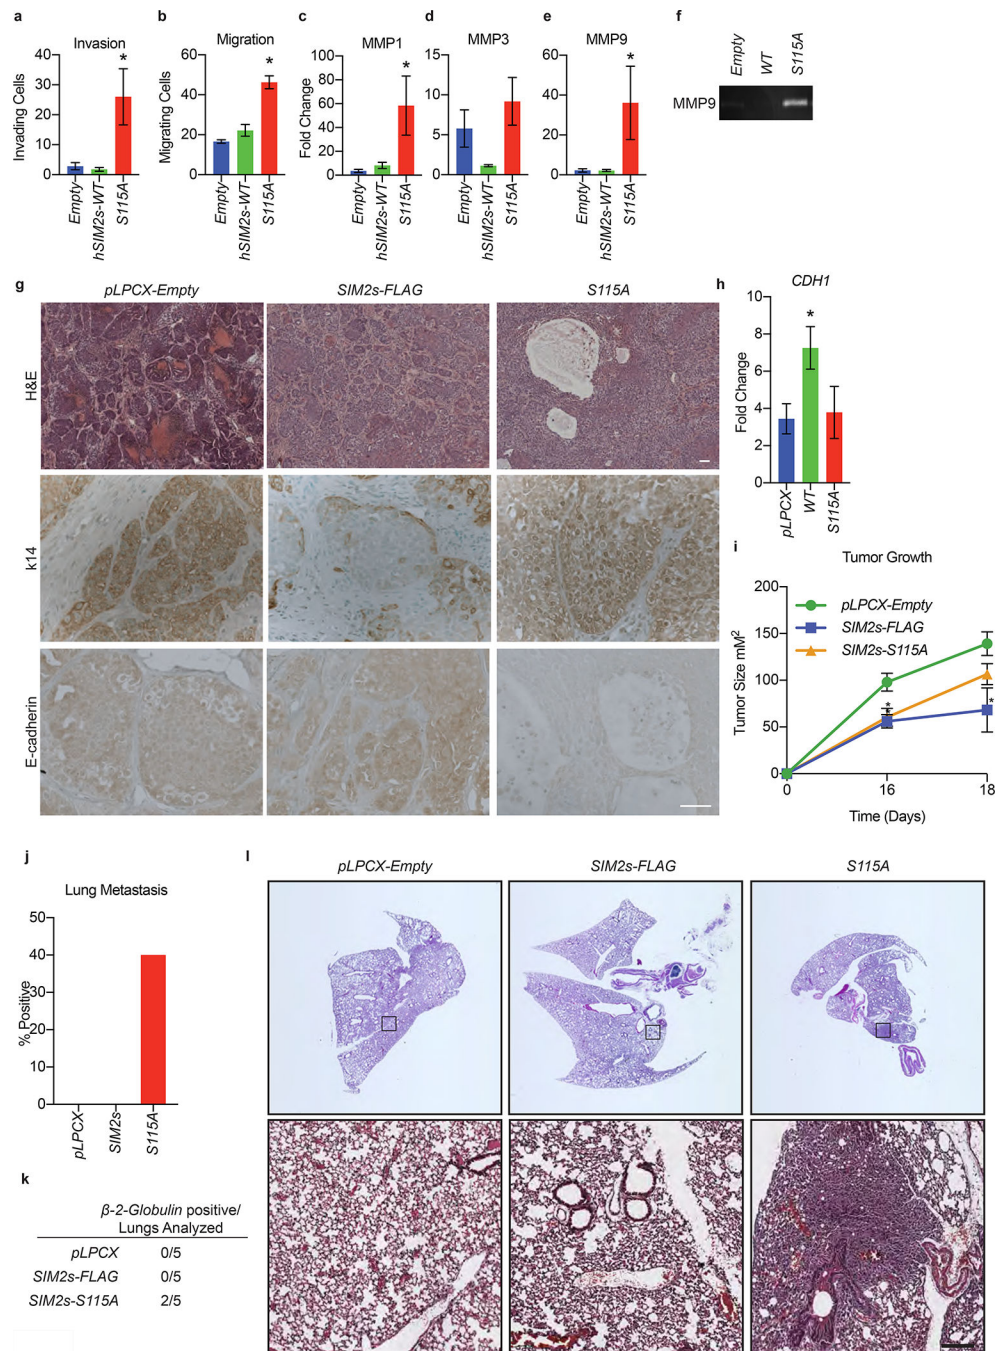 a
Invasion
Invading Cells
40
30
20
10
0
*
Empty
hSIM2s-WT
S115A
b
Migration
Migrating Cells
60
40
20
0
*
Empty
hSIM2s-WT
S115A
c
MMP1
Fold Change
100
80
60
40
20
0
*
Empty
hSIM2s-WT
S115A
d
MMP3
15
10
5
0
Empty
hSIM2s-WT
S115A
e
MMP9
60
40
20
0
*
Empty
hSIM2s-WT
S115A
f
Empty
WT
S115A
MMP9
g
pLPCX-Empty
SIM2s-FLAG
S115A
H&E
k14
E-cadherin
h
CDH1
Fold Change
10
8
6
4
2
0
*
pLPCX
WT
S115A
i
Tumor Growth
Tumor Size mM²
200
150
100
50
0
pLPCX-Empty
SIM2s-FLAG
SIM2s-S115A
*
*
*
0
16
18
Time (Days)
j
Lung Metastasis
% Positive
50
40
30
20
10
0
pLPCX
SIM2s
S115A
k
β-2-Globulin positive/
Lungs Analyzed
pLPCX 0/5
SIM2s-FLAG 0/5
SIM2s-S115A 2/5
l
pLPCX-Empty
SIM2s-FLAG
S115A